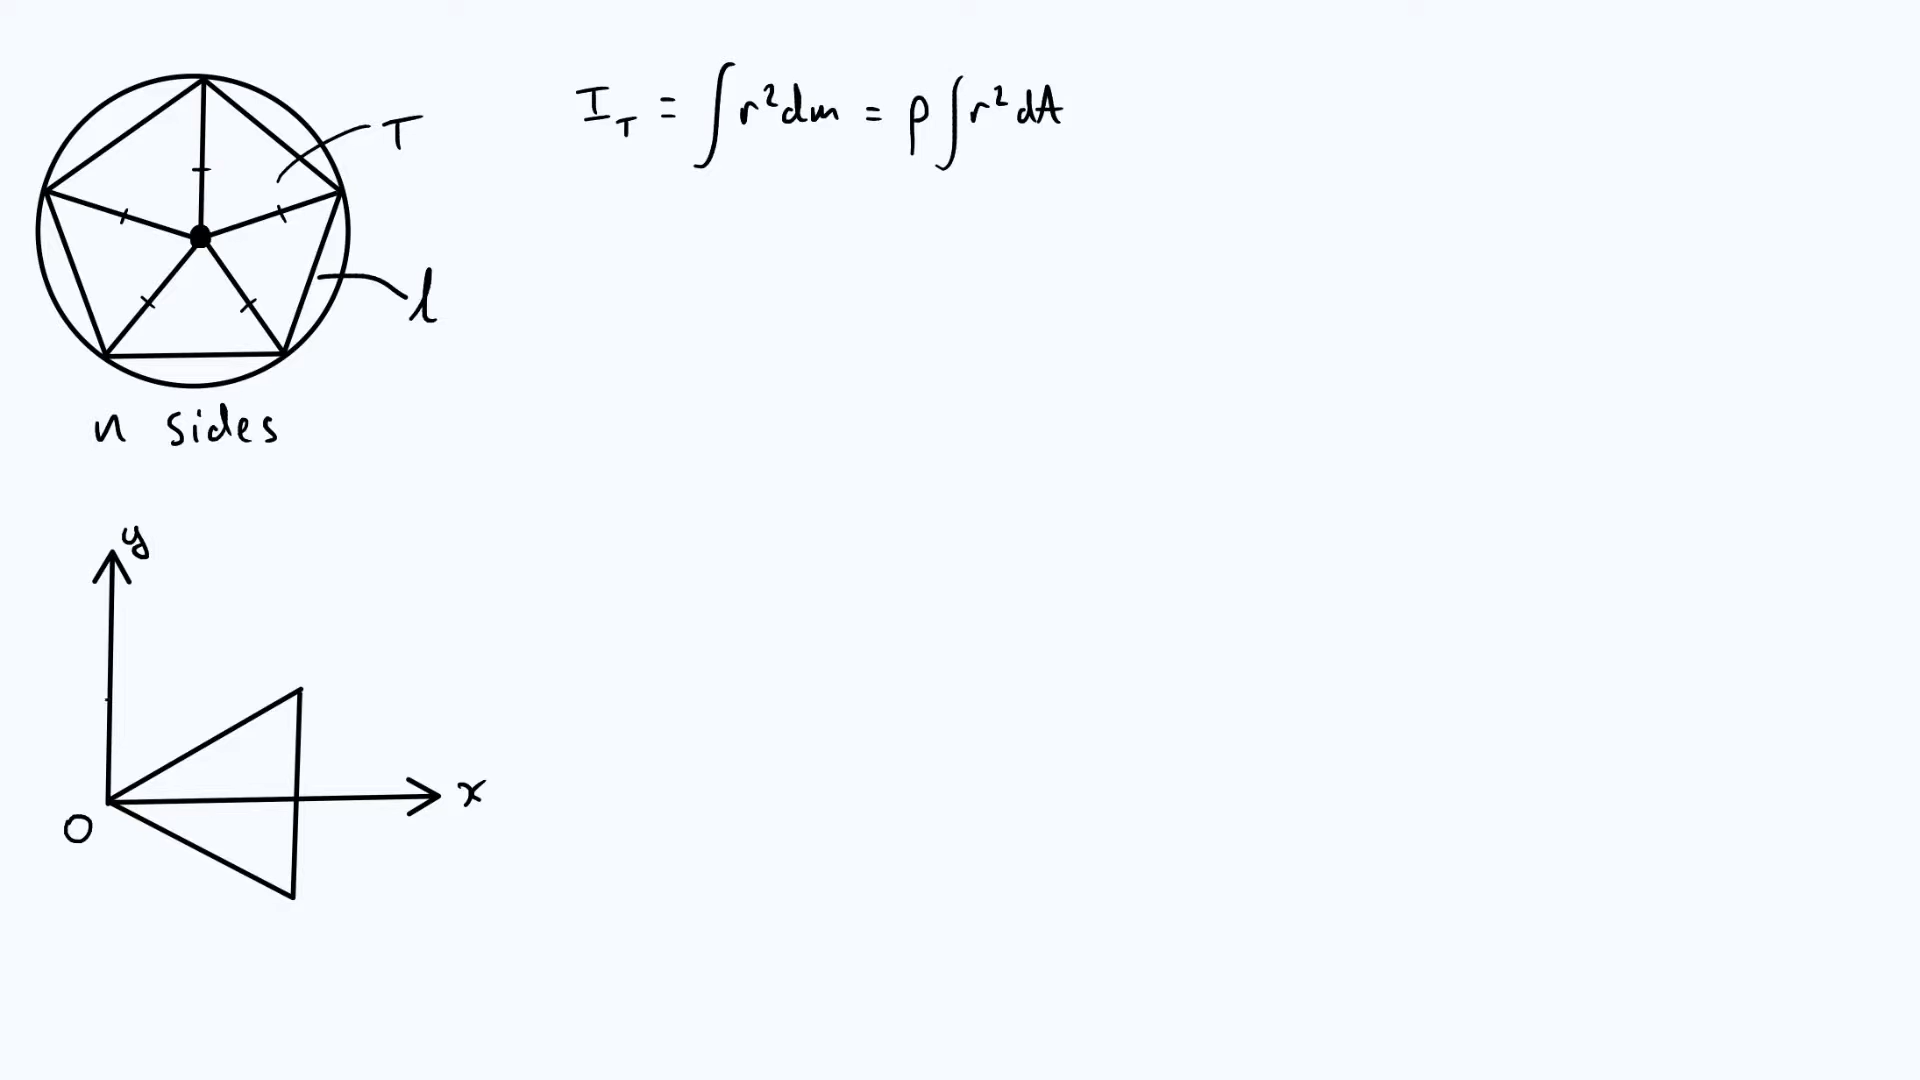 I_T = ∫r²dm = ρ∫r²dA
T
l
n sides
y
x
O